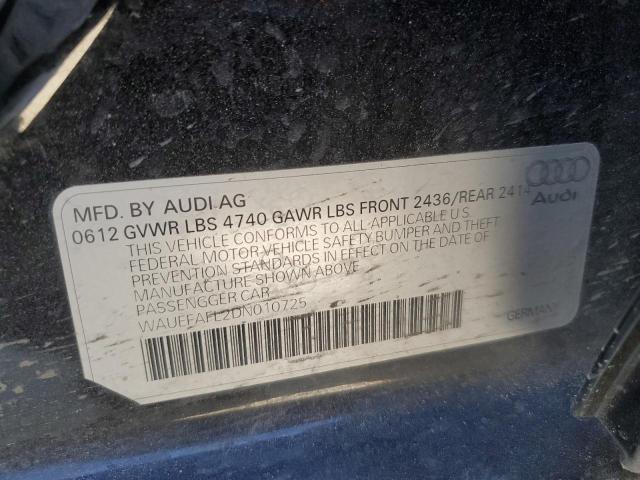 MFD. BY AUDI AG
0612 GVWR LBS 4740 GAWR LBS FRONT 2436/REAR 2414
THIS VEHICLE CONFORMS TO ALL APPLICABLE U.S.
FEDERAL MOTOR VEHICLE SAFETY BUMPER AND THEFT
PREVENTION STANDARDS IN EFFECT ON THE DATE OF
MANUFACTURE SHOWN ABOVE
PASSENGGER CAR
WAUEFAFL2DN010725
GERMANY
Audi